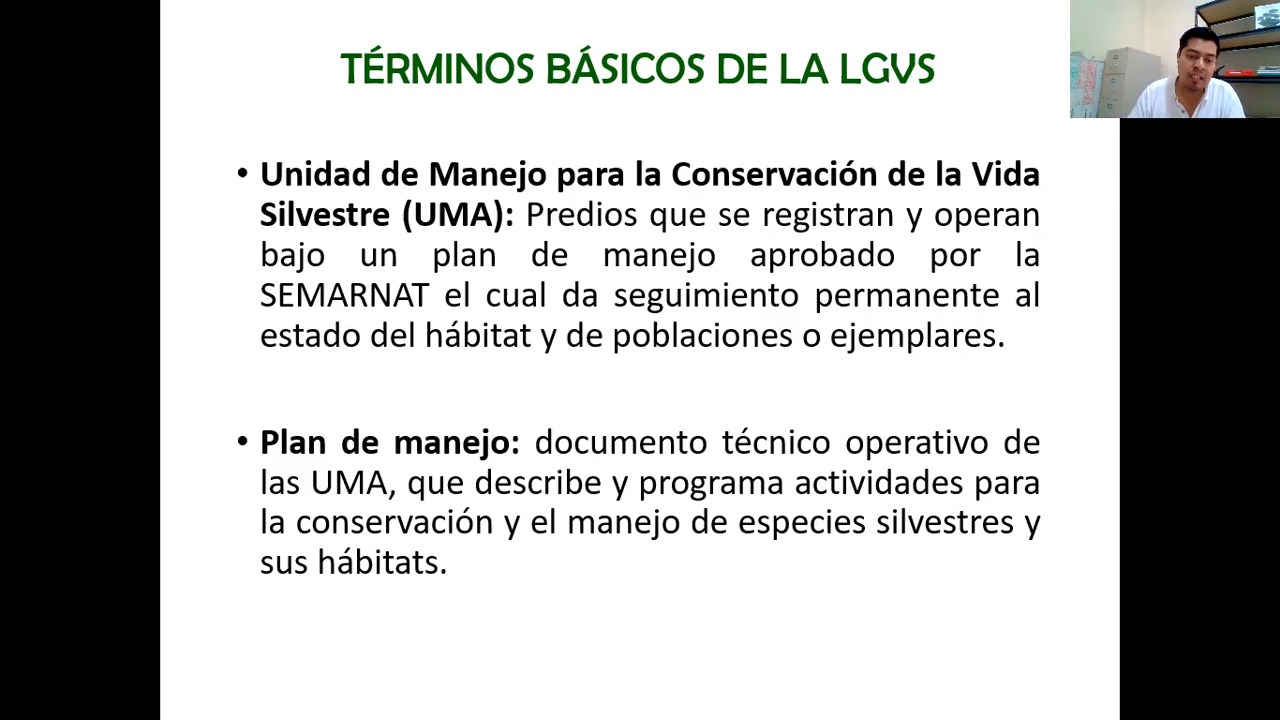 TÉRMINOS BÁSICOS DE LA LGVS
• Unidad de Manejo para la Conservación de la Vida
Silvestre (UMA): Predios que se registran y operan
bajo un plan de manejo aprobado por la
SEMARNAT el cual da seguimiento permanente al
estado del hábitat y de poblaciones o ejemplares.
• Plan de manejo: documento técnico operativo de
las UMA, que describe y programa actividades para
la conservación y el manejo de especies silvestres y
sus hábitats.